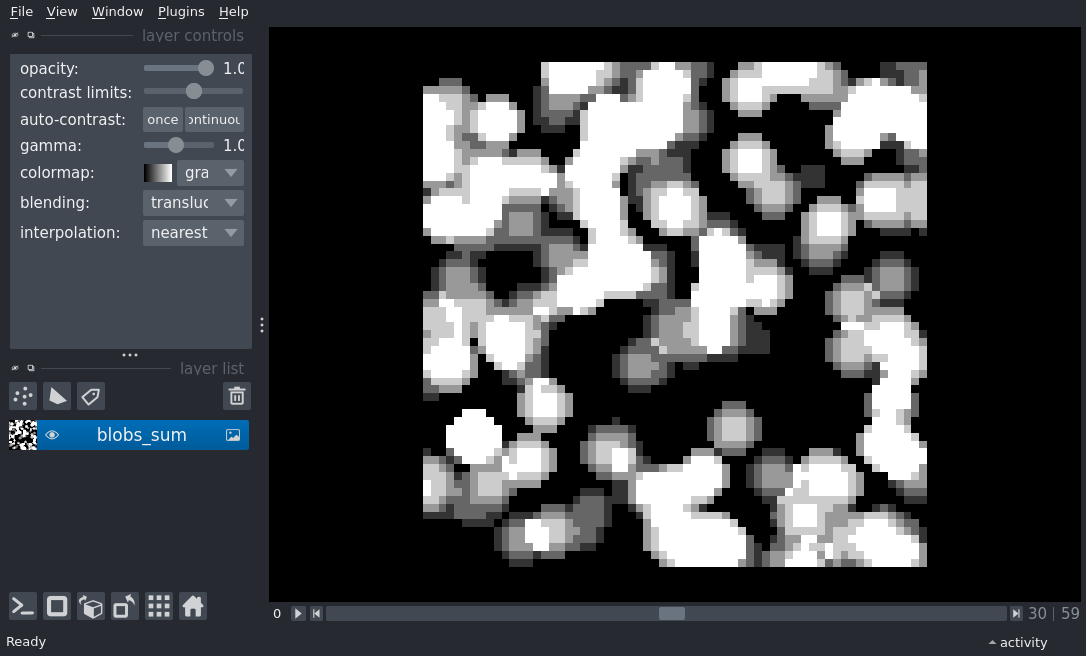 File View Window Plugins Help
layer controls
opacity: 1.0
contrast limits:
auto-contrast: once ontinuou
gamma: 1.0
colormap: gra
blending: transluc
interpolation: nearest
layer list
blobs_sum
0 30 | 59
Ready activity